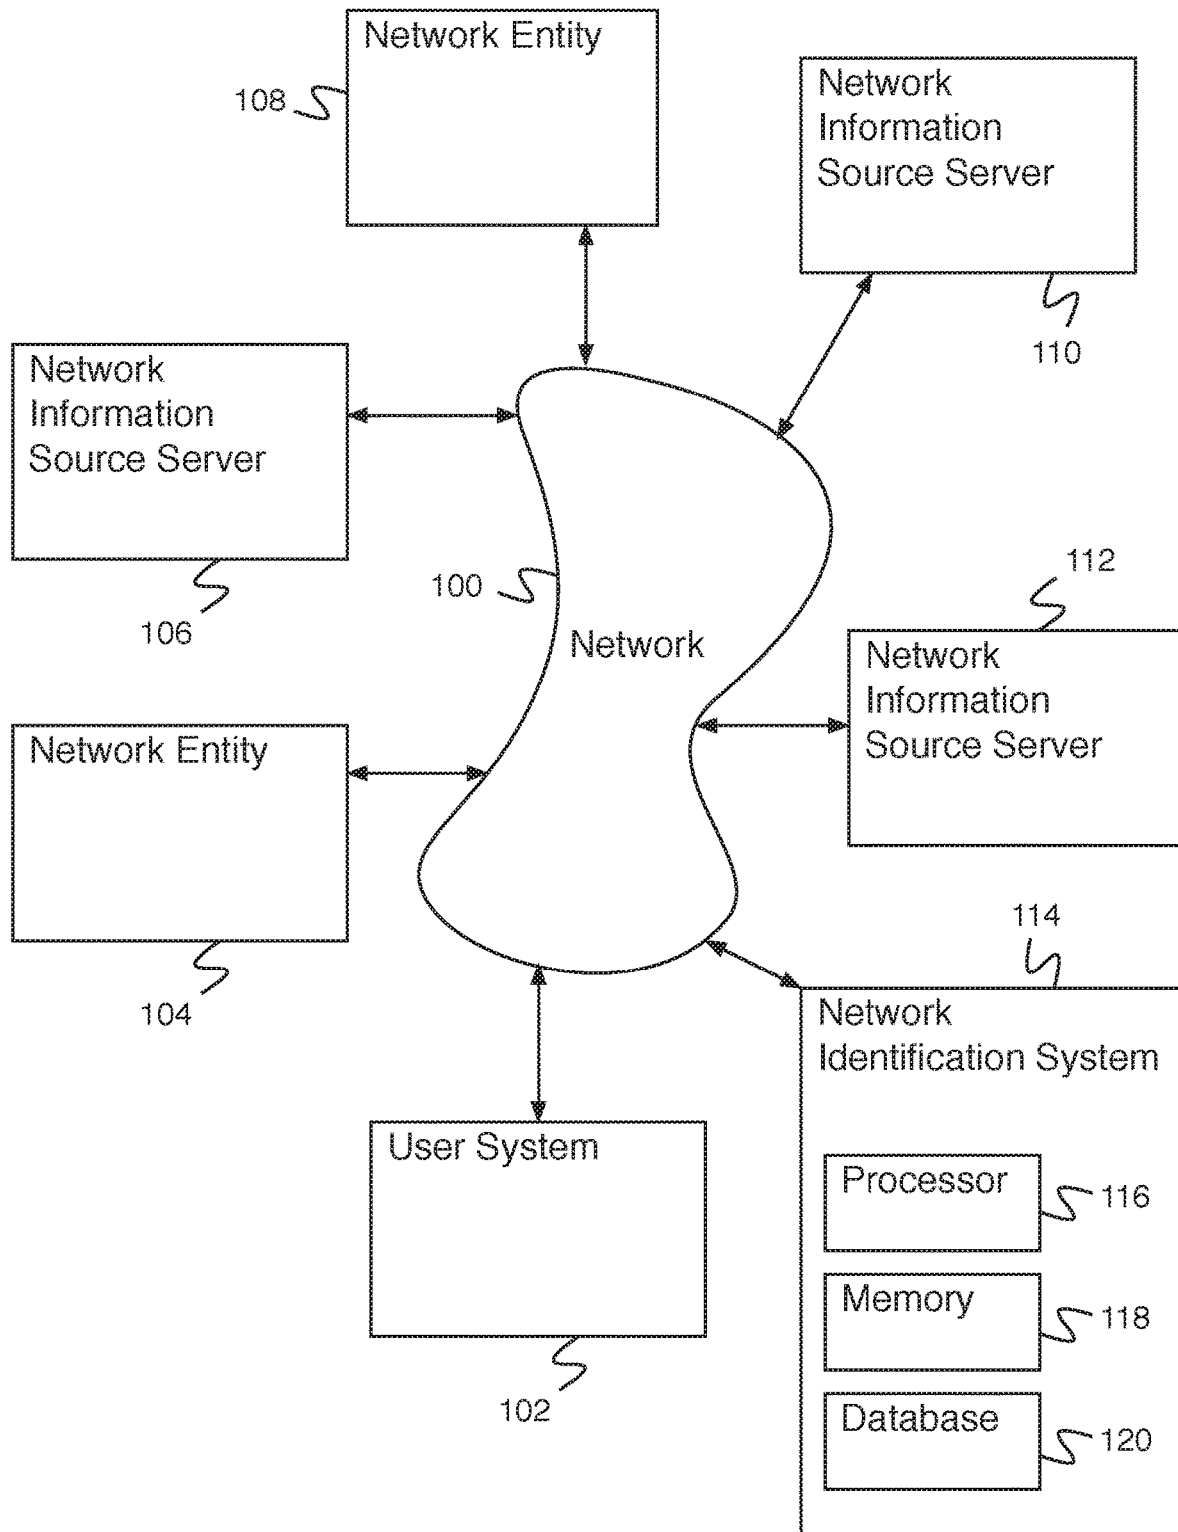 Network Entity
108
Network
Information
Source Server
110
Network
Information
Source Server
106
100
Network
112
Network
Information
Source Server
Network Entity
104
114
Network
Identification System
User System
102
Processor
116
Memory
118
Database
120